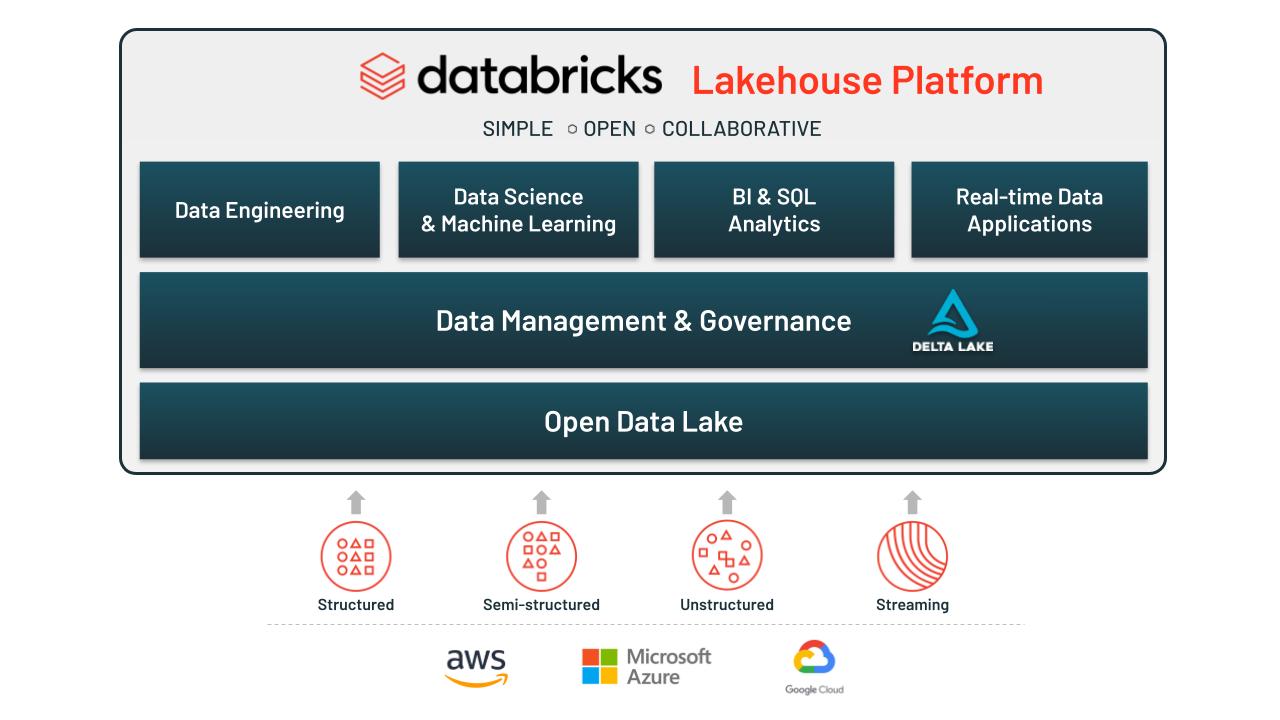 databricks Lakehouse Platform
SIMPLE OPEN COLLABORATIVE
Data Engineering
Data Science
& Machine Learning
BI & SQL
Analytics
Real-time Data
Applications
Data Management & Governance
DELTA LAKE
Open Data Lake
Structured
Semi-structured
Unstructured
Streaming
aws
Microsoft
Azure
Google Cloud